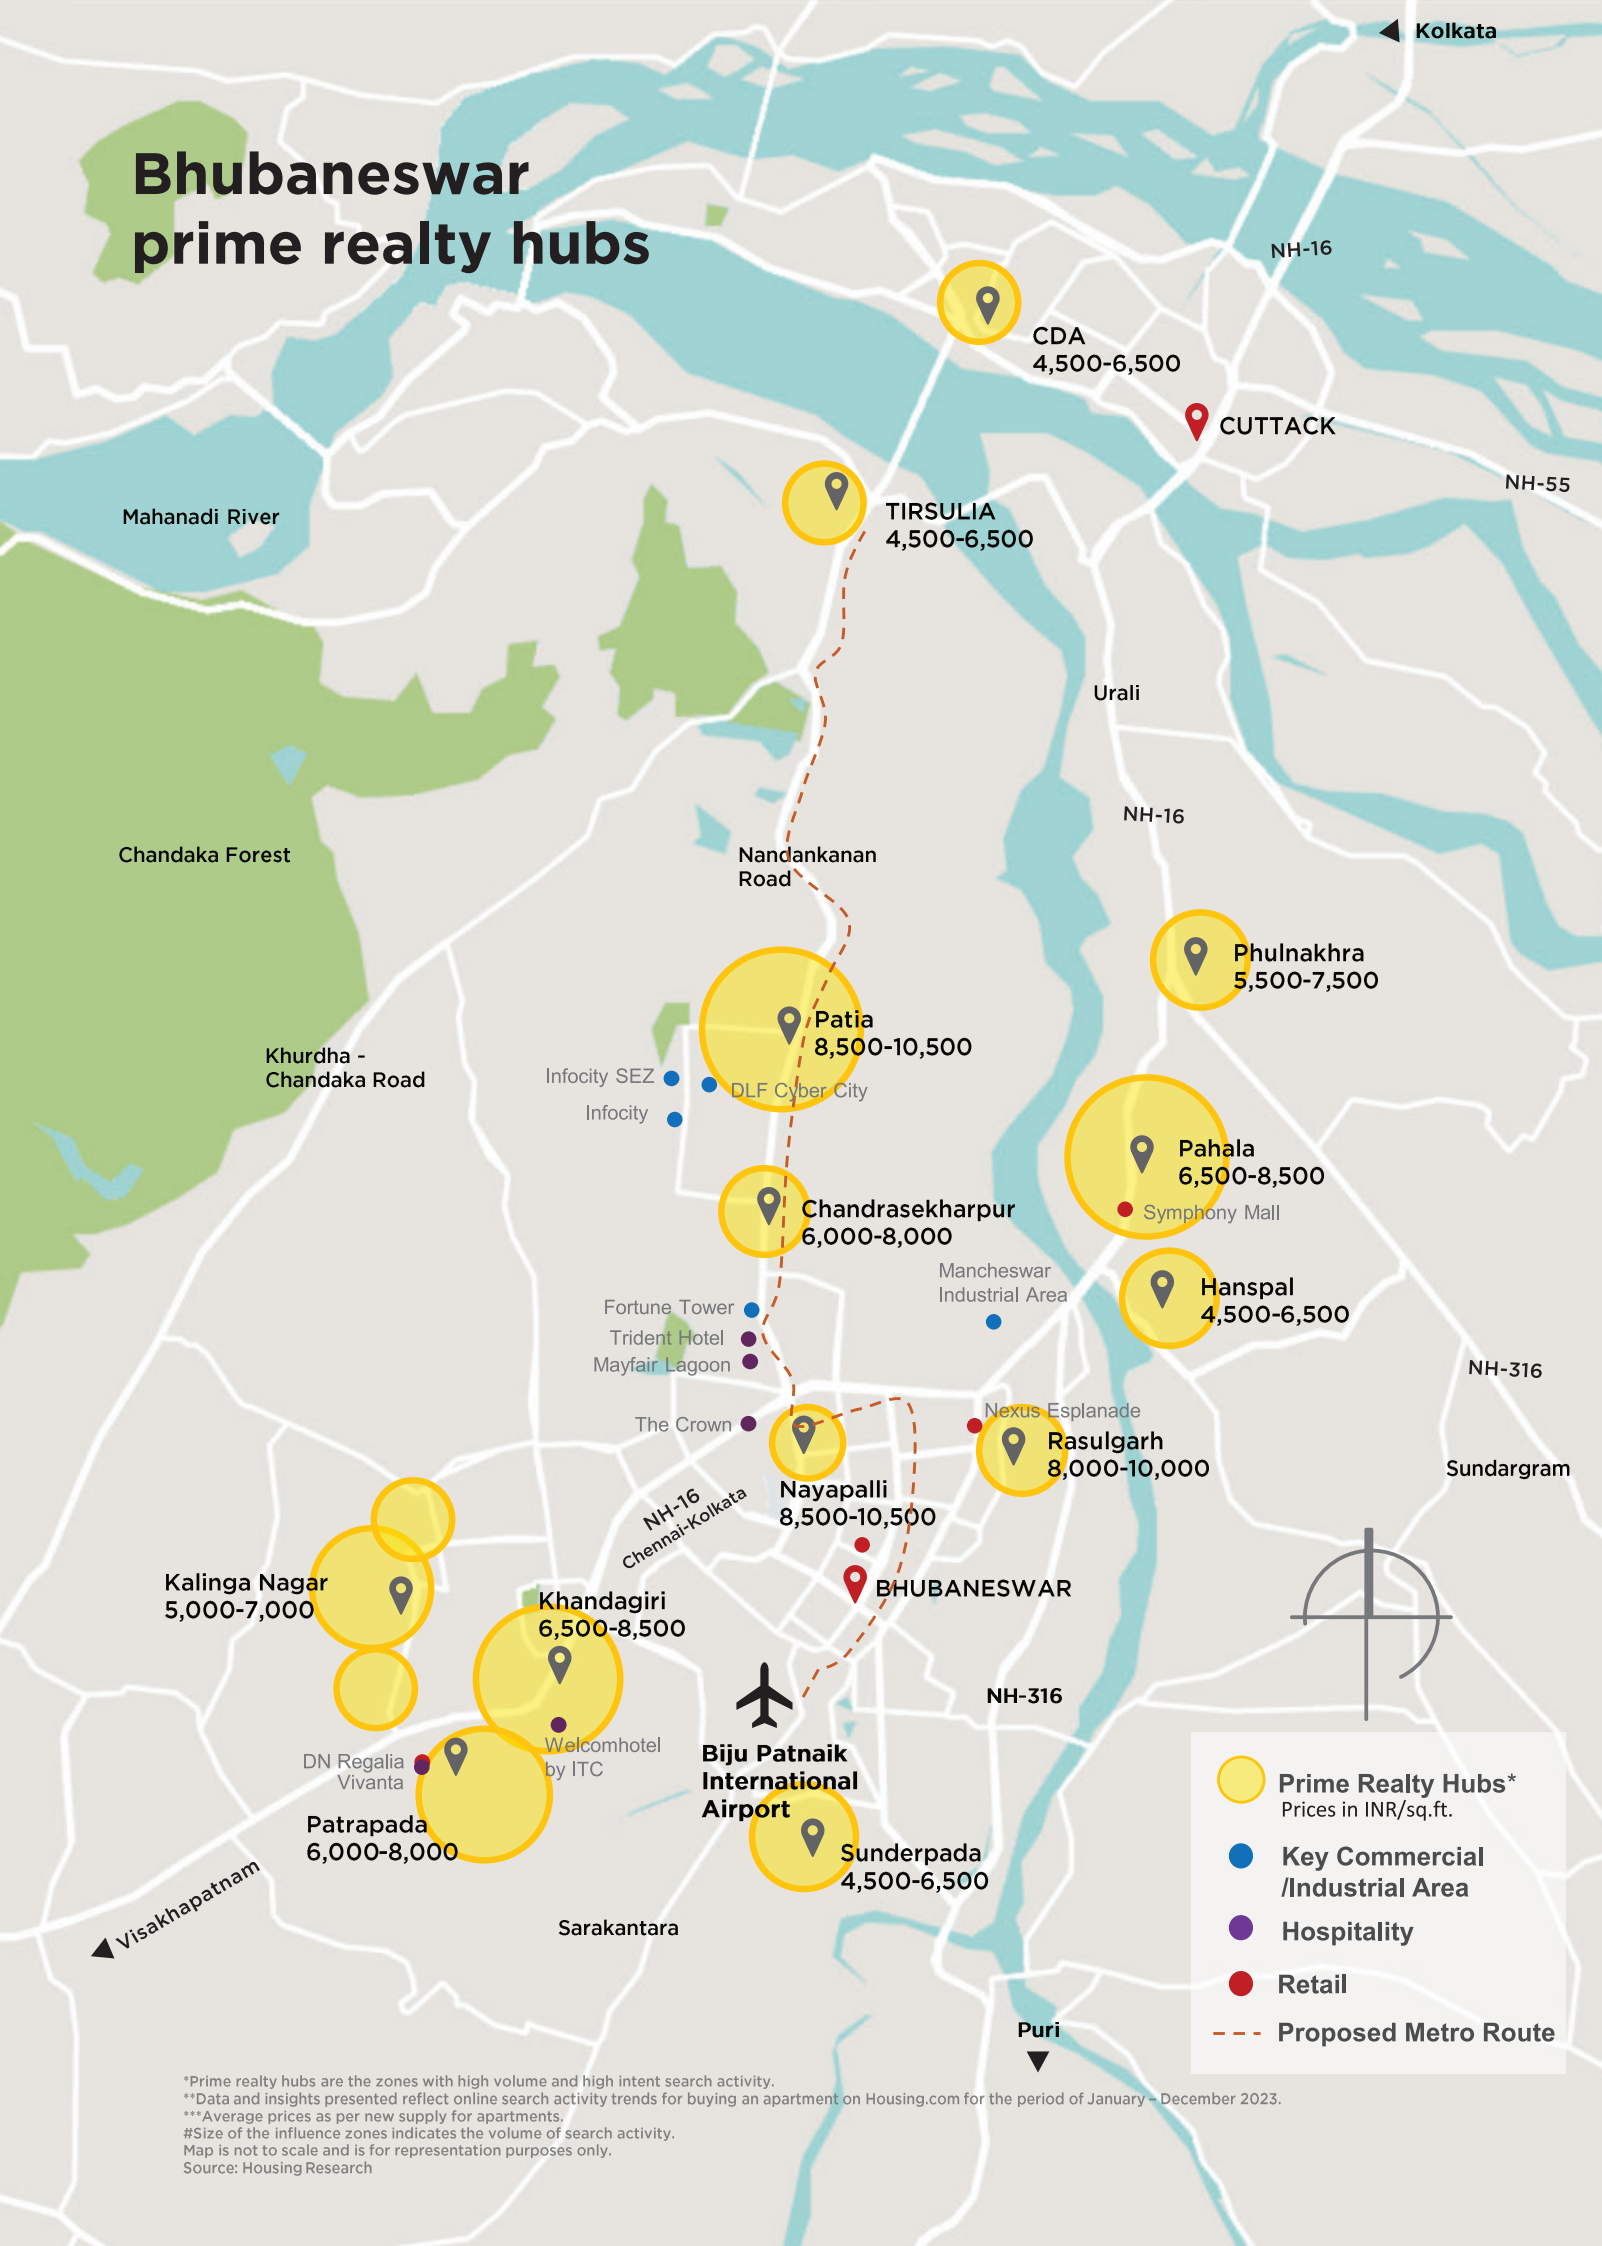 Kolkata
Bhubaneswar
prime realty hubs
NH-16
CDA
4,500-6,500
CUTTACK
NH-55
Mahanadi River
TIRSULIA
4,500-6,500
Urali
NH-16
Chandaka Forest
Nandankanan
Road
Phulnakhra
5,500-7,500
Patia
8,500-10,500
Khurdha -
Chandaka Road
Infocity SEZ
DLF Cyber City
Infocity
Pahala
6,500-8,500
Symphony Mall
Chandrasekharpur
6,000-8,000
Mancheswar
Industrial Area
Hanspal
4,500-6,500
Fortune Tower
Trident Hotel
Mayfair Lagoon
NH-316
The Crown
Nexus Esplanade
Rasulgarh
8,000-10,000
Sundargram
Nayapalli
8,500-10,500
NH-16
Chennai-Kolkata
BHUBANESWAR
Kalinga Nagar
5,000-7,000
Khandagiri
6,500-8,500
NH-316
Welcomhotel
by ITC
DN Regalia
Vivanta
Biju Patnaik
International
Airport
Patrapada
6,000-8,000
Sunderpada
4,500-6,500
Visakhapatnam
Sarakantara
Puri
Prime Realty Hubs*
Prices in INR/sq.ft.
Key Commercial
/Industrial Area
Hospitality
Retail
Proposed Metro Route
*Prime realty hubs are the zones with high volume and high intent search activity.
**Data and insights presented reflect online search activity trends for buying an apartment on Housing.com for the period of January – December 2023.
***Average prices as per new supply for apartments.
#Size of the influence zones indicates the volume of search activity.
Map is not to scale and is for representation purposes only.
Source: Housing Research